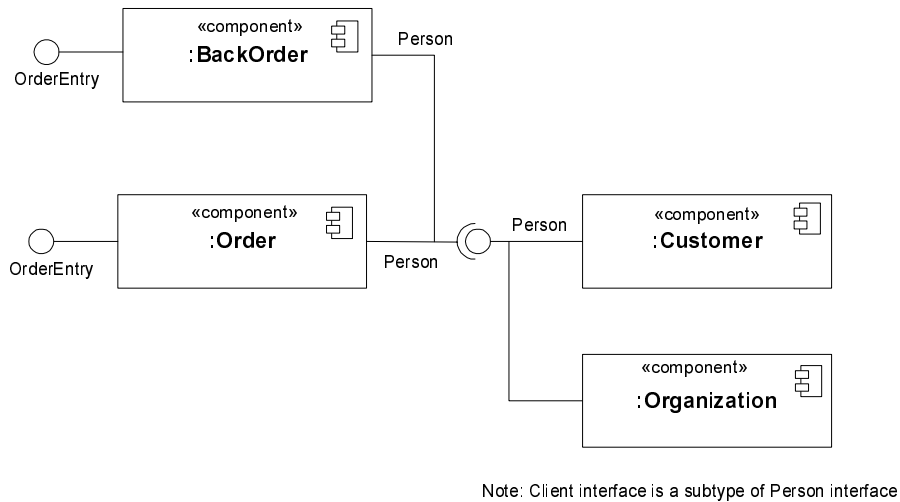 «component»
:BackOrder
Person
OrderEntry
«component»
:Order
Person
OrderEntry
Person
«component»
:Customer
«component»
:Organization
Note: Client interface is a subtype of Person interface